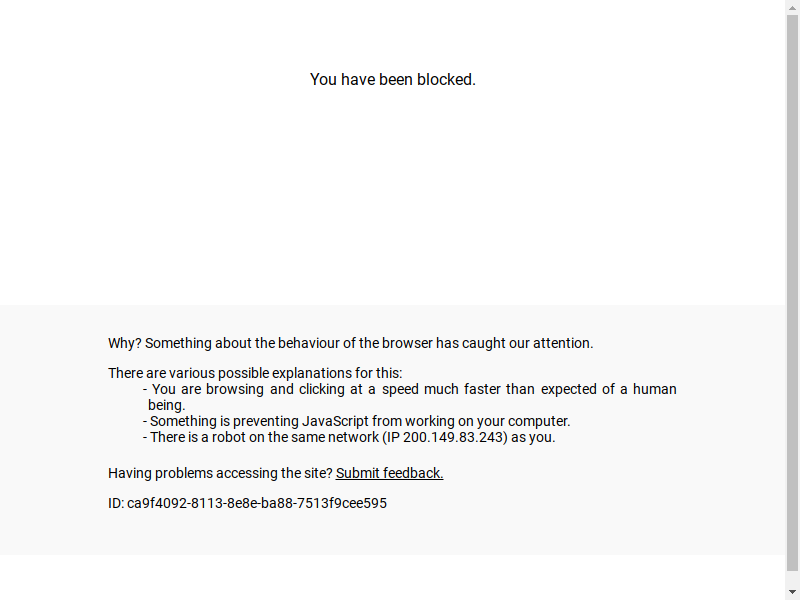 You have been blocked.
Why? Something about the behaviour of the browser has caught our attention.
There are various possible explanations for this:
- You are browsing and clicking at a speed much faster than expected of a human
being.
- Something is preventing JavaScript from working on your computer.
- There is a robot on the same network (IP 200.149.83.243) as you.
Having problems accessing the site? Submit feedback.
ID: ca9f4092-8113-8e8e-ba88-7513f9cee595